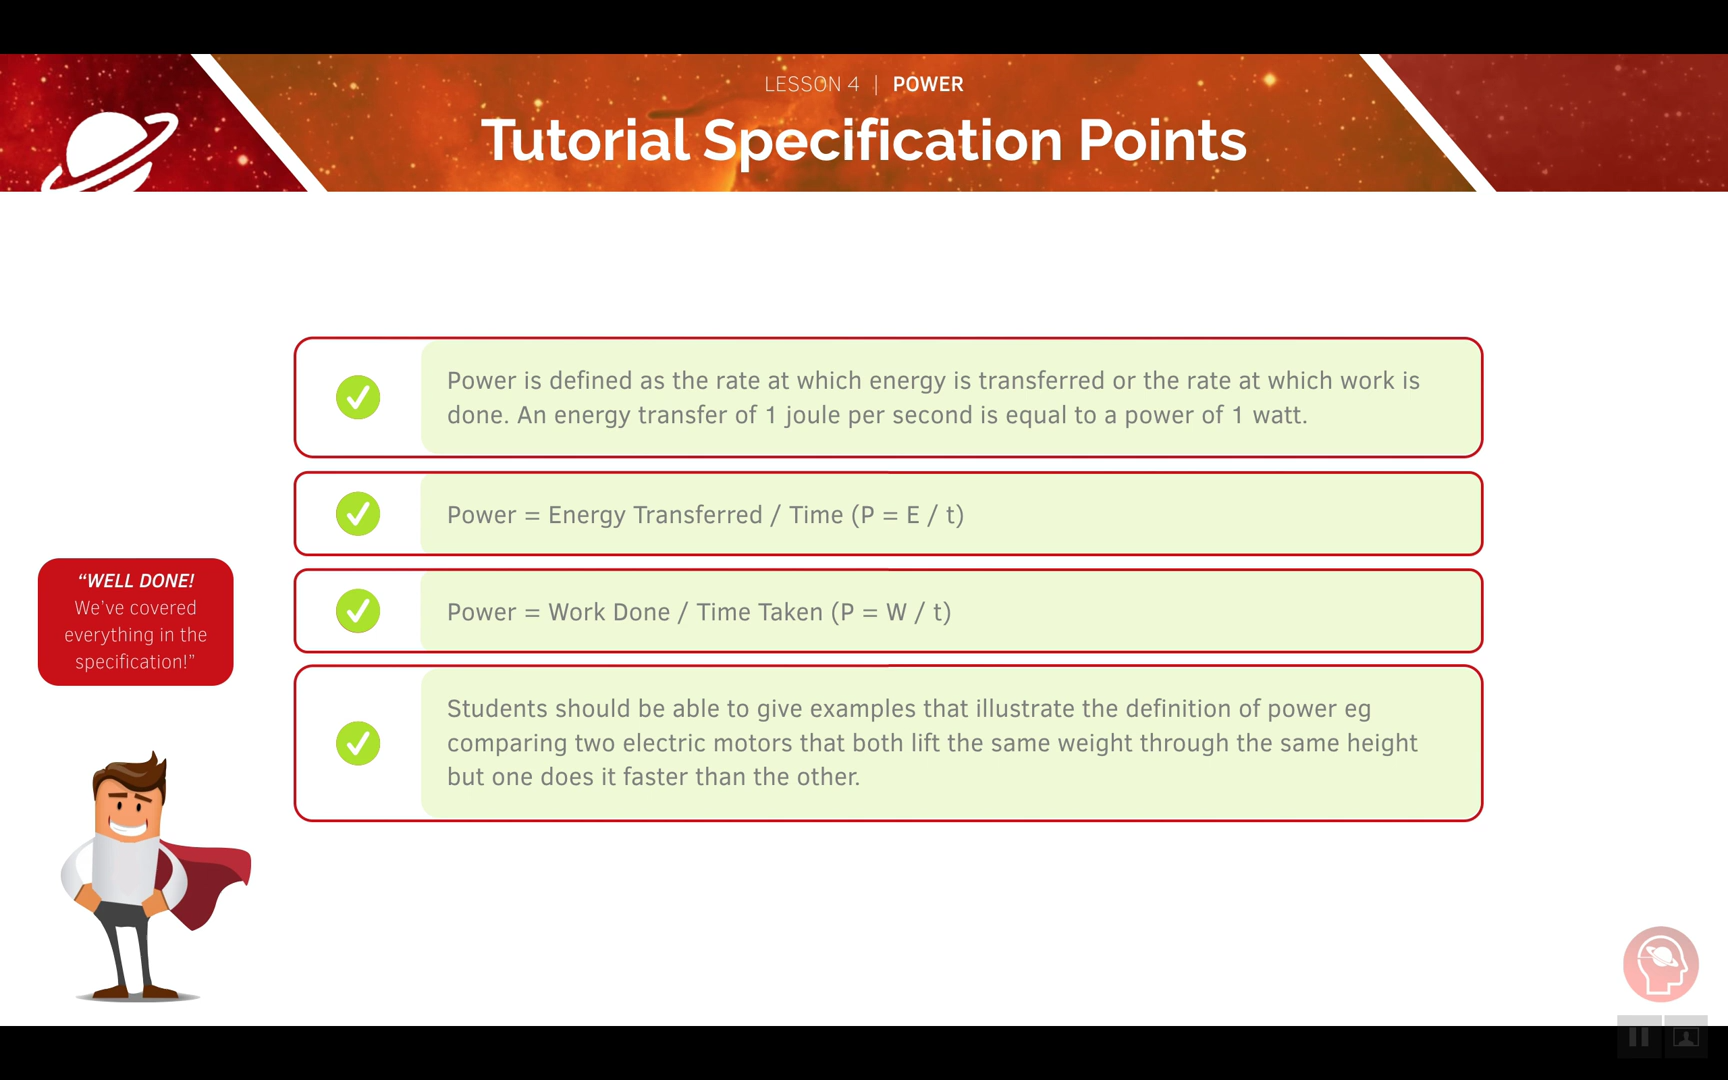 LESSON 4 | POWER
Tutorial Specification Points
Power is defined as the rate at which energy is transferred or the rate at which work is
done. An energy transfer of 1 joule per second is equal to a power of 1 watt.
Power = Energy Transferred / Time (P = E / t)
Power = Work Done / Time Taken (P = W / t)
Students should be able to give examples that illustrate the definition of power eg
comparing two electric motors that both lift the same weight through the same height
but one does it faster than the other.
“WELL DONE!
We’ve covered
everything in the
specification!”